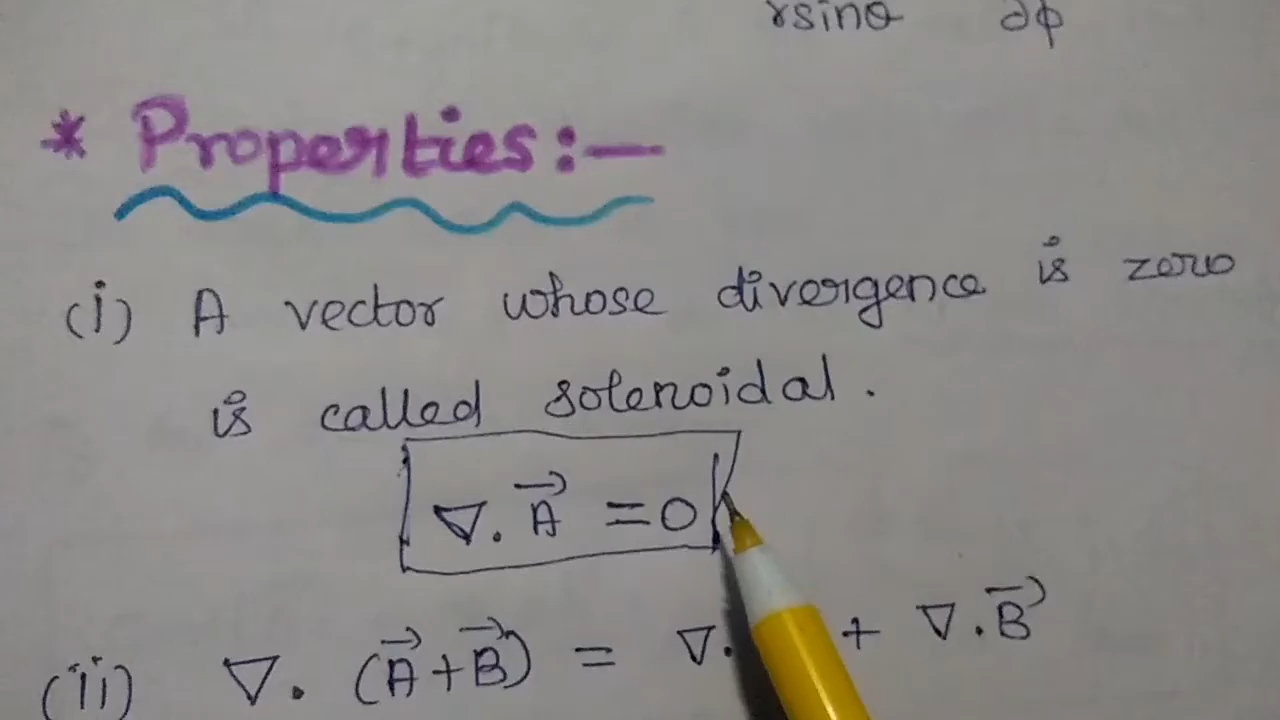 rsinθ ∂φ
* Properties:—
(i) A vector whose divergence is zero
is called solenoidal.
∇. A⃗ = 0
(ii) ∇. (A⃗+B⃗) = ∇. + ∇.B⃗